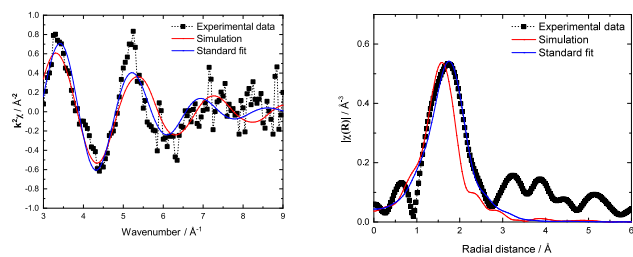 Experimental data
Simulation
Standard fit
k²χ / Å⁻²
1.0
0.8
0.6
0.4
0.2
0.0
-0.2
-0.4
-0.6
-0.8
-1.0
3 4 5 6 7 8 9
Wavenumber / Å⁻¹
Experimental data
Simulation
Standard fit
|χ(R)| / Å⁻³
0.6
0.4
0.2
0.0
0 1 2 3 4 5 6
Radial distance / Å